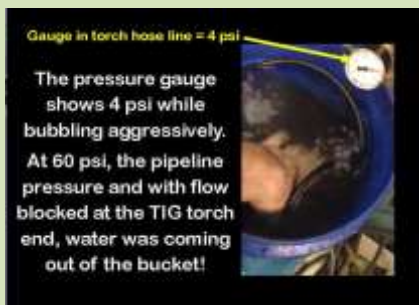 Gauge in torch hose line = 4 psi
The pressure gauge
shows 4 psi while
bubbling aggressively.
At 60 psi, the pipeline
pressure and with flow
blocked at the TIG torch
end, water was coming
out of the bucket!